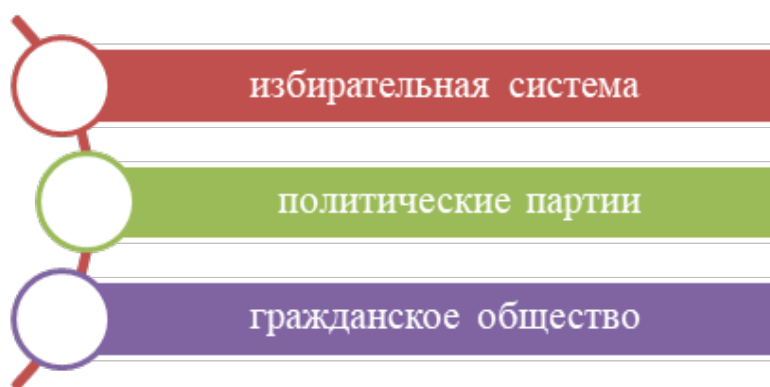 избирательная система
политические партии
гражданское общество